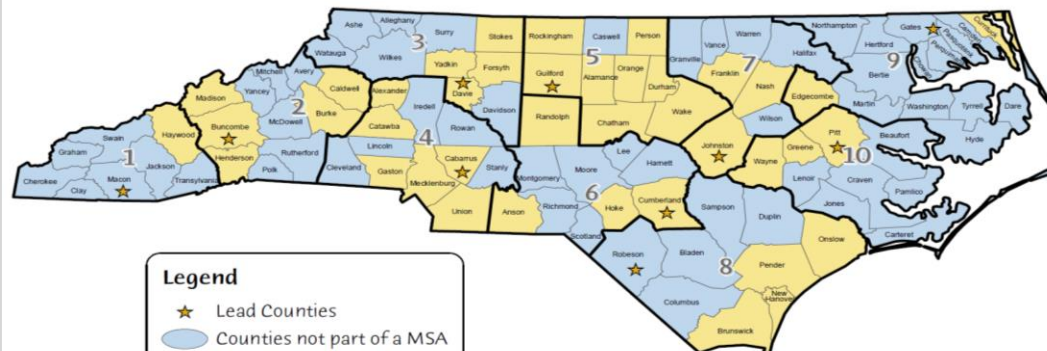 Ashe
Alleghany
Surry
Stokes
Rockingham
Caswell
Person
Northampton
Gates
Camden
Currituck
Pasquotank
Perquimans
Chowan
Watauga
3
Wilkes
Yadkin
Forsyth
5
Granville
Vance
Warren
Halifax
Hertford
9
Bertie
Mitchell
Avery
Yancey
Caldwell
Alexander
Davie
Guilford
Alamance
Orange
Durham
7
Franklin
Nash
Edgecombe
Martin
Washington
Tyrrell
Dare
Madison
2
Burke
Iredell
Davidson
Wake
Buncombe
McDowell
Catawba
Rowan
Randolph
Chatham
Wilson
Pitt
Beaufort
Hyde
Haywood
Swain
4
Lincoln
Johnston
Greene
Wayne
10
Graham
1
Jackson
Henderson
Rutherford
Polk
Cleveland
Gaston
Cabarrus
Stanly
Lee
Harnett
Lenoir
Craven
Pamlico
Cherokee
Clay
Macon
Transylvania
Mecklenburg
Montgomery
Moore
6
Jones
Union
Anson
Richmond
Hoke
Cumberland
Sampson
Duplin
Carteret
Scotland
Onslow
Robeson
Bladen
8
Pender
New
Hanover
Columbus
Brunswick
Legend
Lead Counties
Counties not part of a MSA